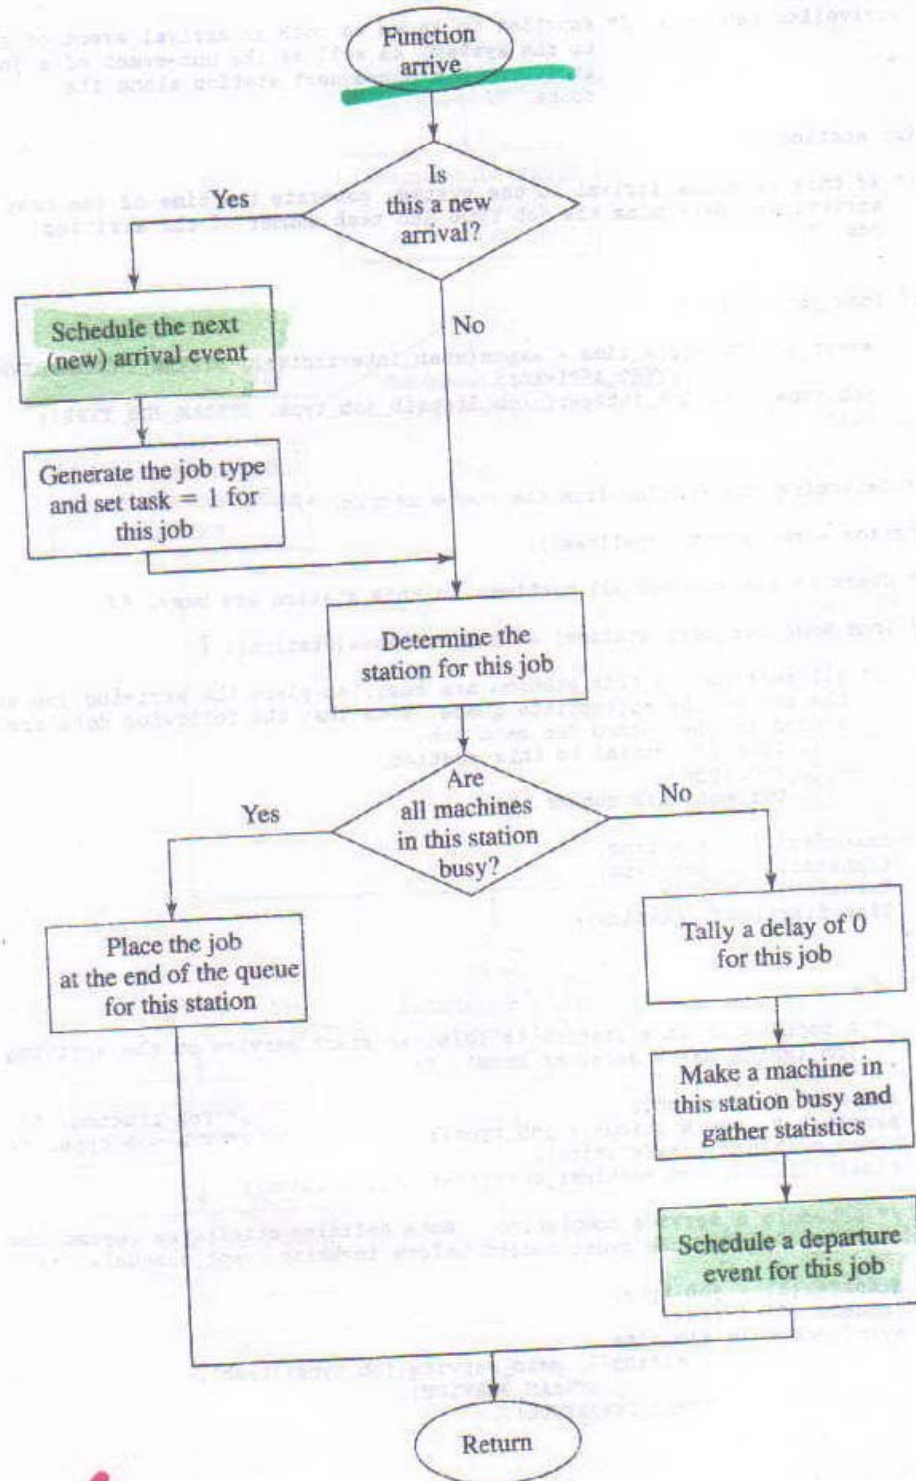 Function
arrive
Is
this a new
arrival?
Yes
No
Schedule the next
(new) arrival event
Generate the job type
and set task = 1 for
this job
Determine the
station for this job
Are
all machines
in this station
busy?
Yes
No
Place the job
at the end of the queue
for this station
Tally a delay of 0
for this job
Make a machine in
this station busy and
gather statistics
Schedule a departure
event for this job
Return